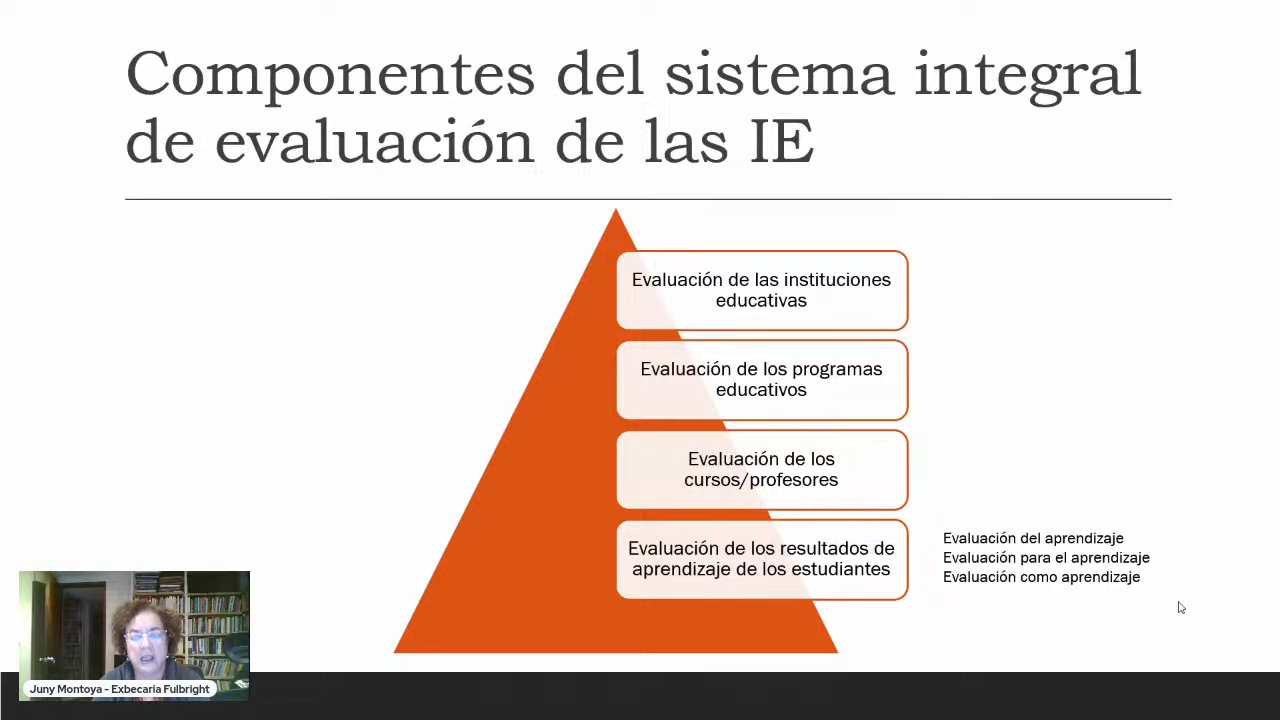 Componentes del sistema integral
de evaluación de las IE
Evaluación de las instituciones
educativas
Evaluación de los programas
educativos
Evaluación de los
cursos/profesores
Evaluación de los resultados de
aprendizaje de los estudiantes
Evaluación del aprendizaje
Evaluación para el aprendizaje
Evaluación como aprendizaje
Juny Montoya - Exbecaria Fulbright